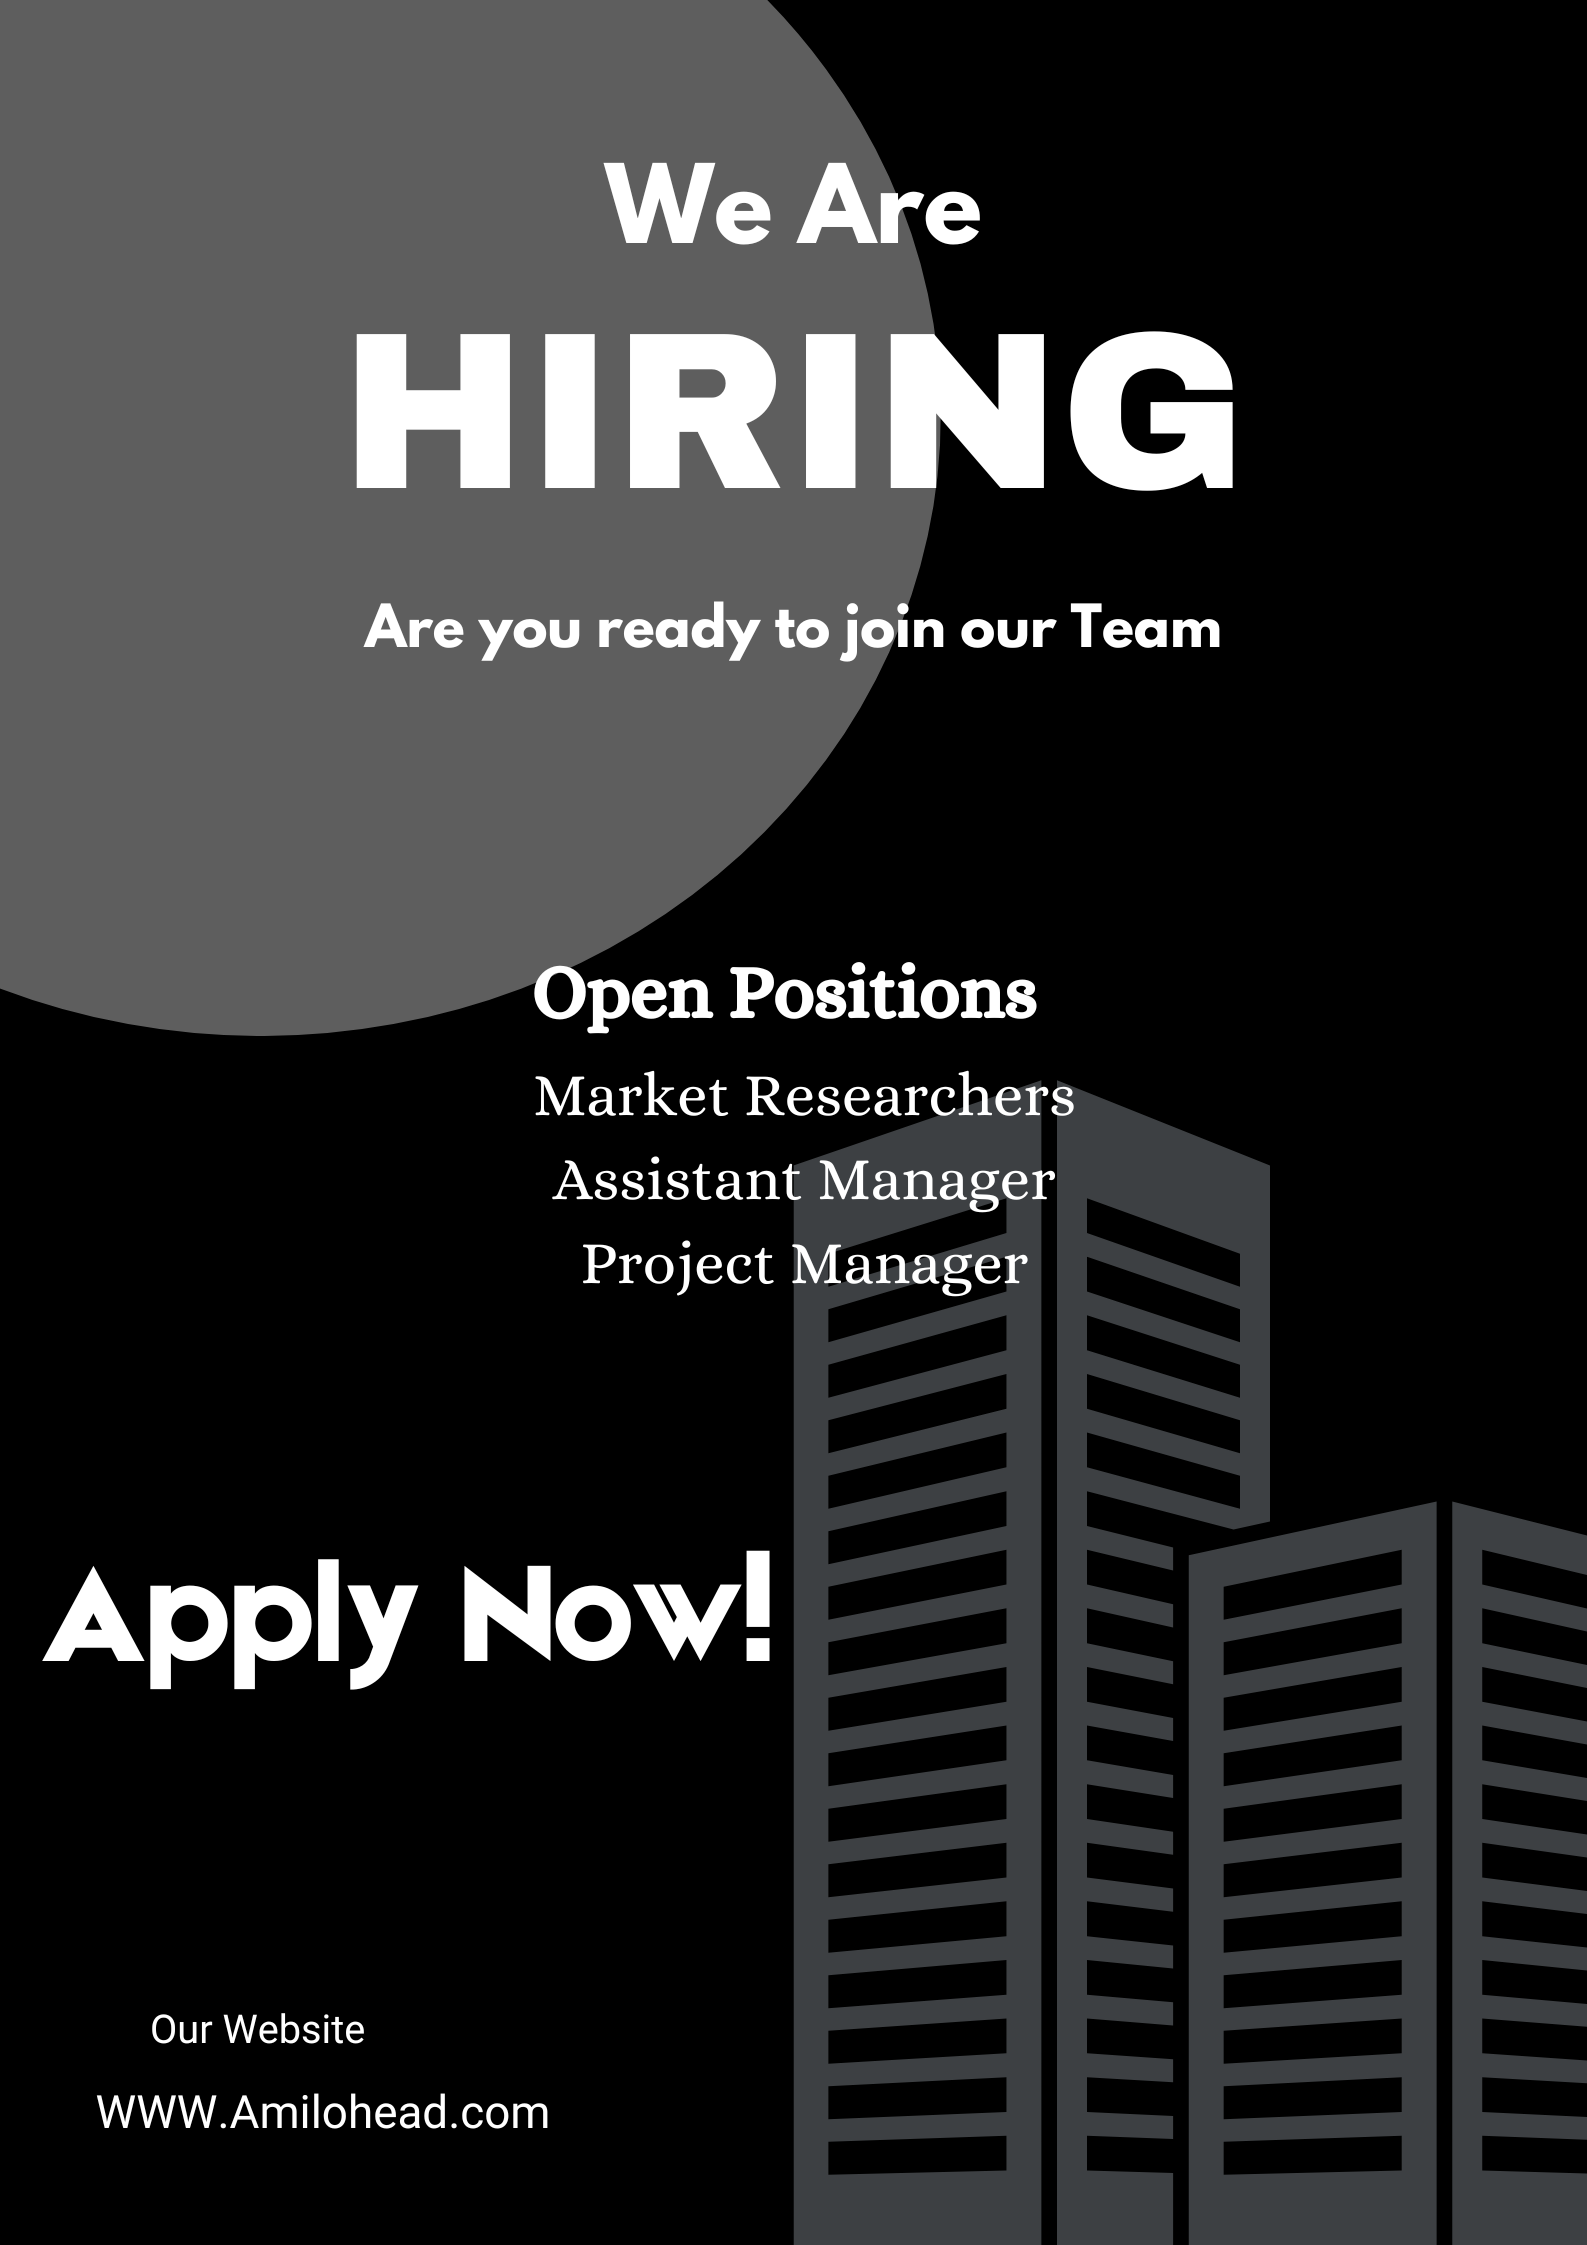 We Are
HIRING
Are you ready to join our Team
Open Positions
Market Researchers
Assistant Manager
Project Manager
Apply Now!
Our Website
WWW.Amilohead.com